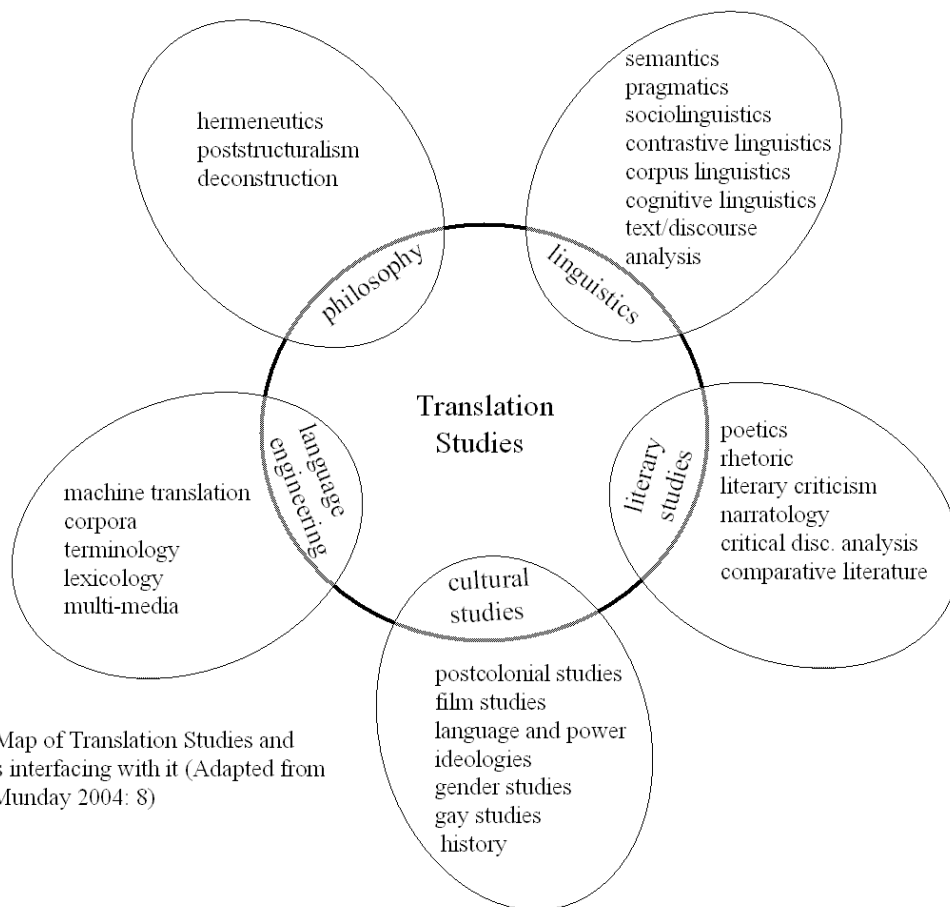 hermeneutics
poststructuralism
deconstruction
philosophy
semantics
pragmatics
sociolinguistics
contrastive linguistics
corpus linguistics
cognitive linguistics
text/discourse
analysis
linguistics
Translation
Studies
language
engineering
machine translation
corpora
terminology
lexicology
multi-media
literary studies
poetics
rhetoric
literary criticism
narratology
critical disc. analysis
comparative literature
cultural
studies
postcolonial studies
film studies
language and power
ideologies
gender studies
gay studies
history
Map of Translation Studies and
s interfacing with it (Adapted from
Munday 2004: 8)